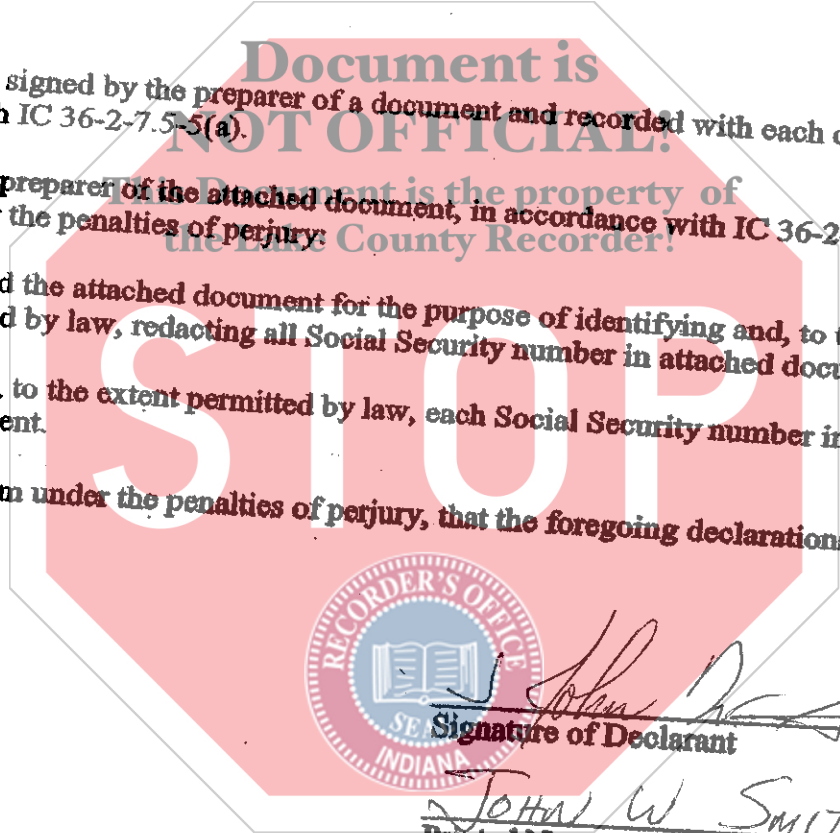 Document is
signed by the preparer of a document and recorded with each
IC 36-2-7.5-5(a).
NOT OFFICIAL!
This Document is the property of
preparer of the attached document, in accordance with IC 36-2
the penalties of perjury:
the Lake County Recorder!
the attached document for the purpose of identifying and, to
by law, redacting all Social Security number in attached docu
to the extent permitted by law, each Social Security number in
ent.
STOP
m under the penalties of perjury, that the foregoing declaration
RECORDER'S OFFICE
SEAL
INDIANA
John
Signature of Declarant
JOHN W SMIT